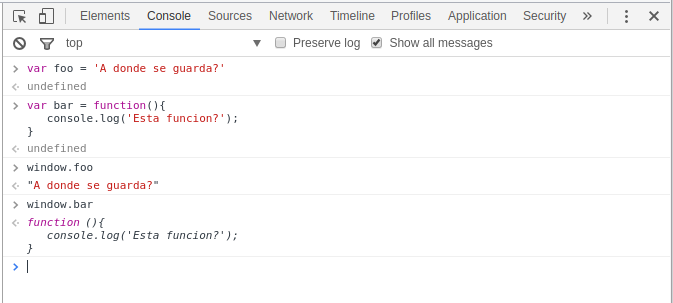 Elements Console Sources Network Timeline Profiles Application Security
top Preserve log Show all messages
var foo = 'A donde se guarda?'
undefined
var bar = function(){
console.log('Esta funcion?');
}
undefined
window.foo
"A donde se guarda?"
window.bar
function (){
console.log('Esta funcion?');
}